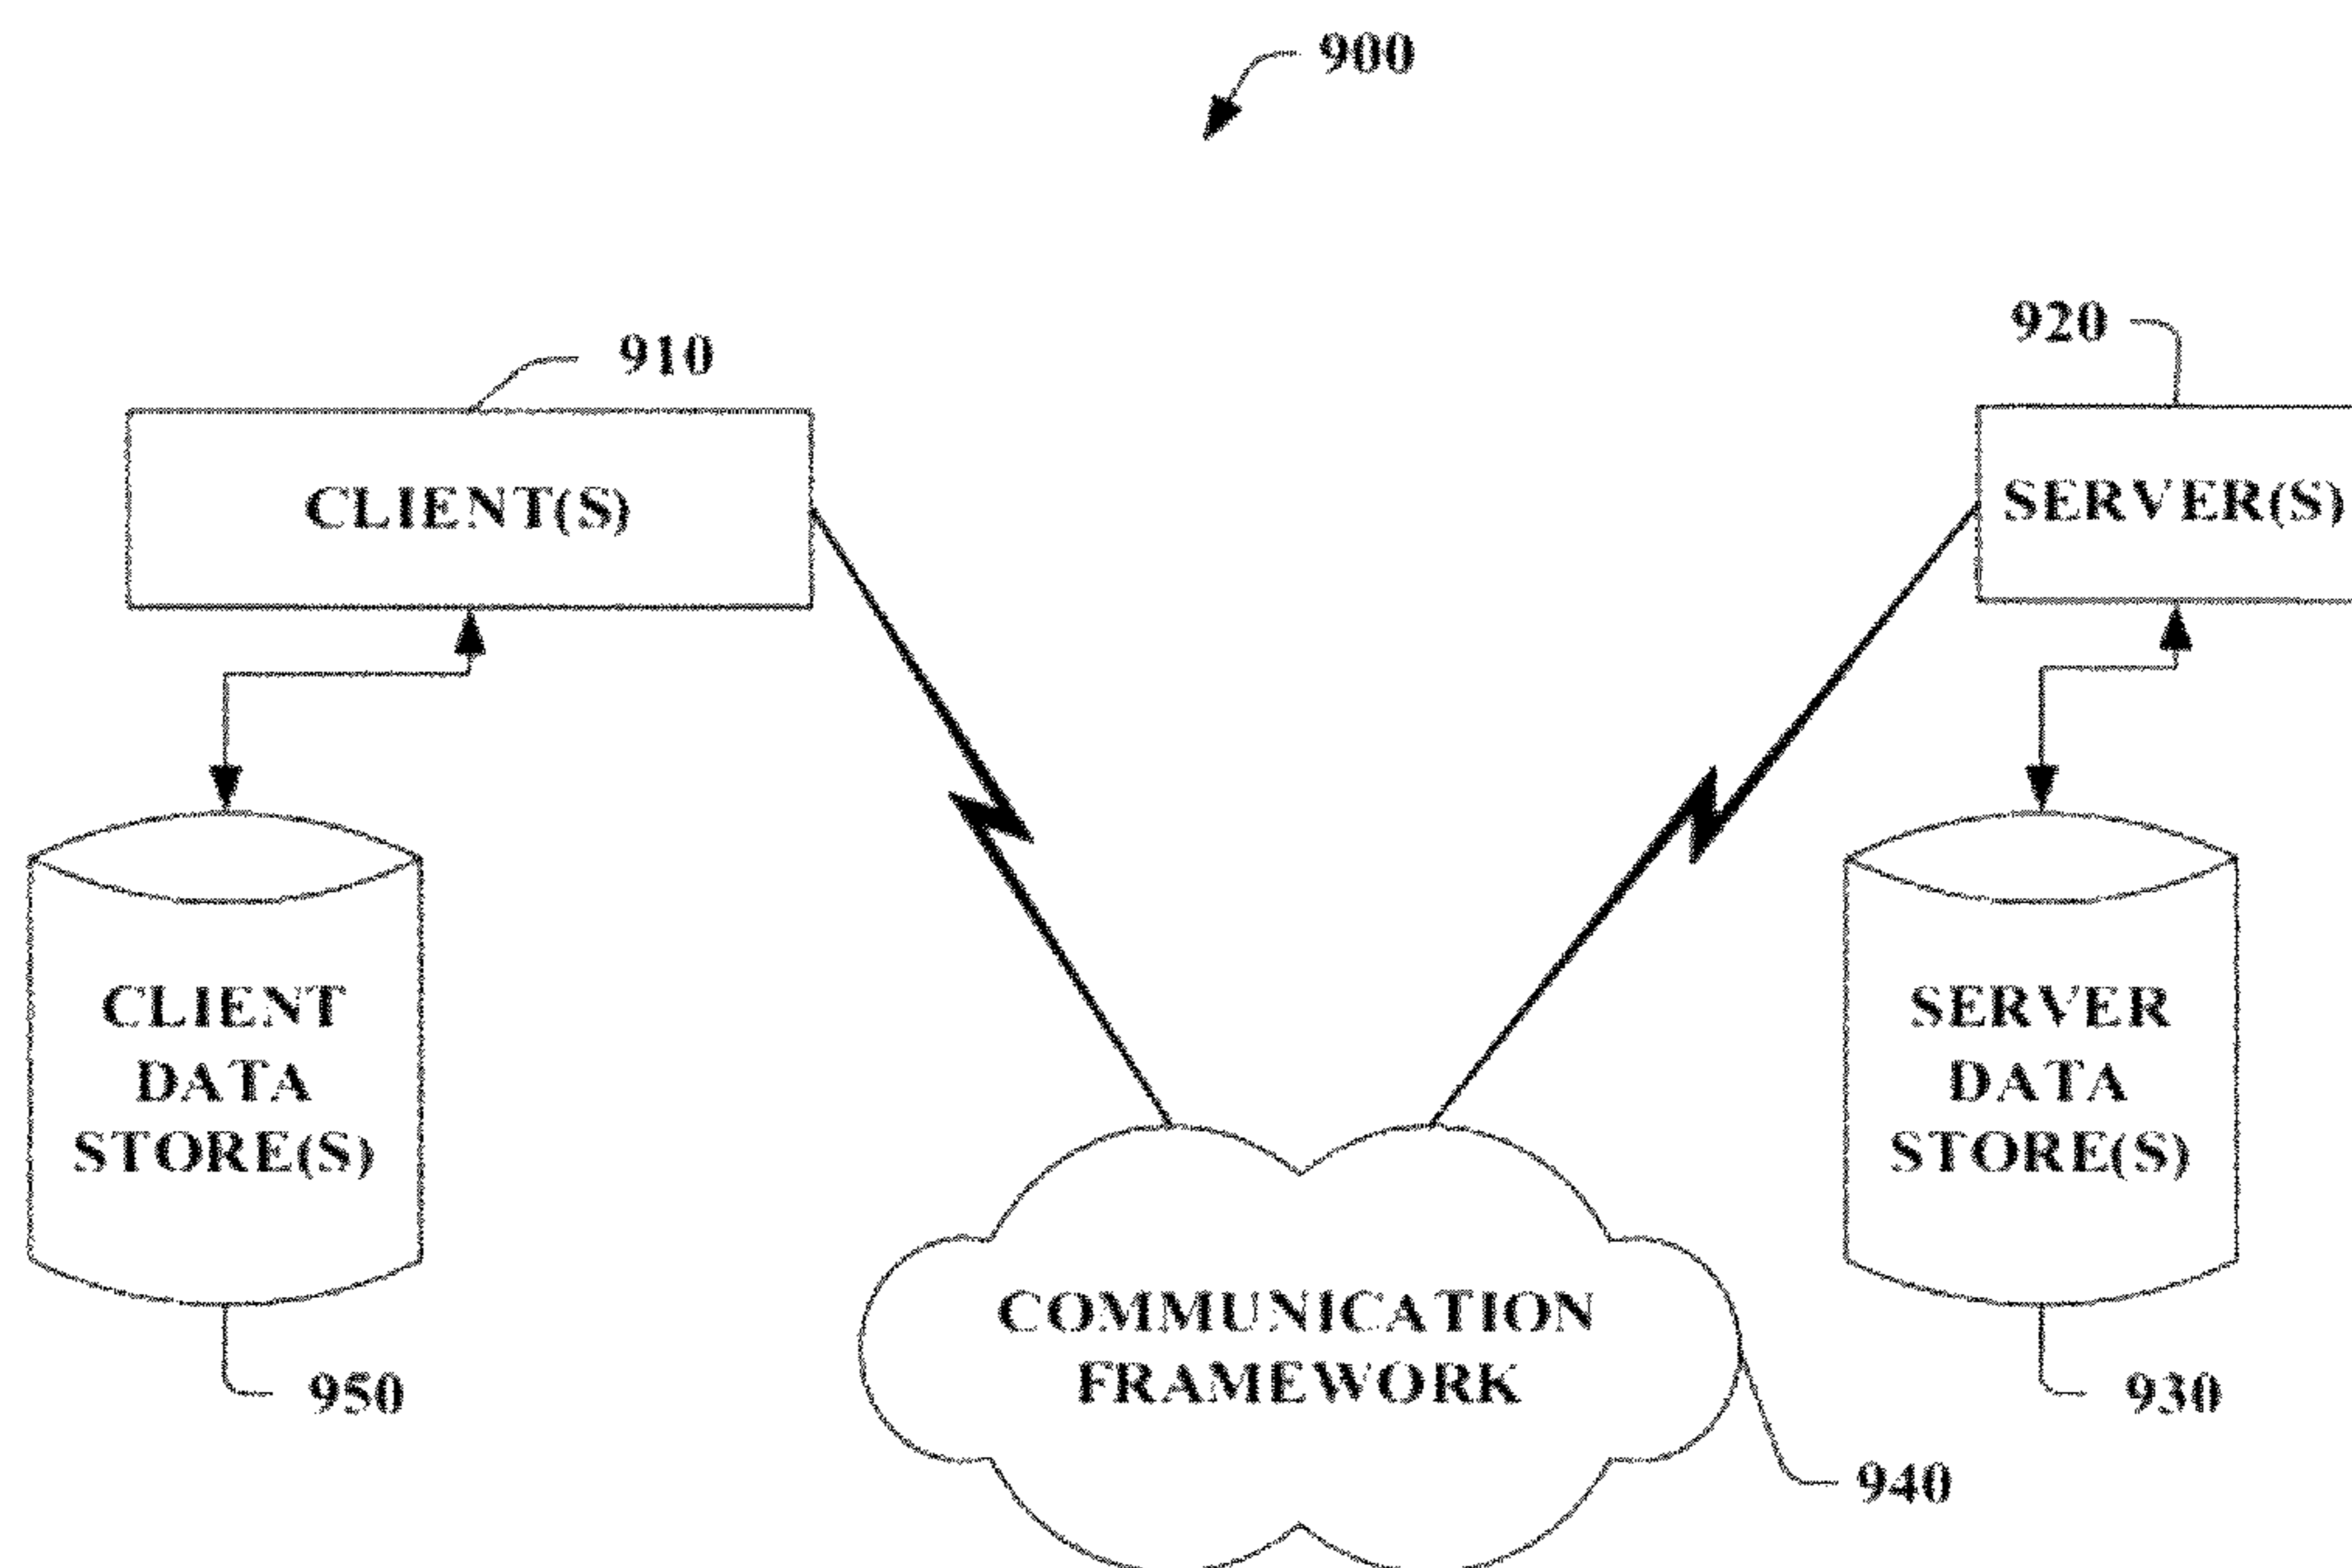 900
910
920
CLIENT(S)
SERVER(S)
CLIENT
DATA
STORE(S)
SERVER
DATA
STORE(S)
COMMUNICATION
FRAMEWORK
950
930
940